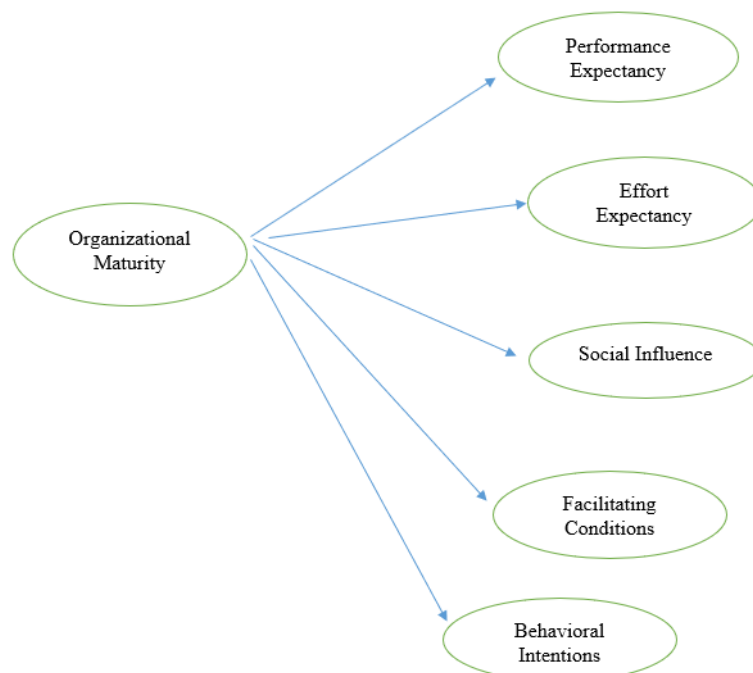 Performance
Expectancy
Effort
Expectancy
Organizational
Maturity
Social Influence
Facilitating
Conditions
Behavioral
Intentions